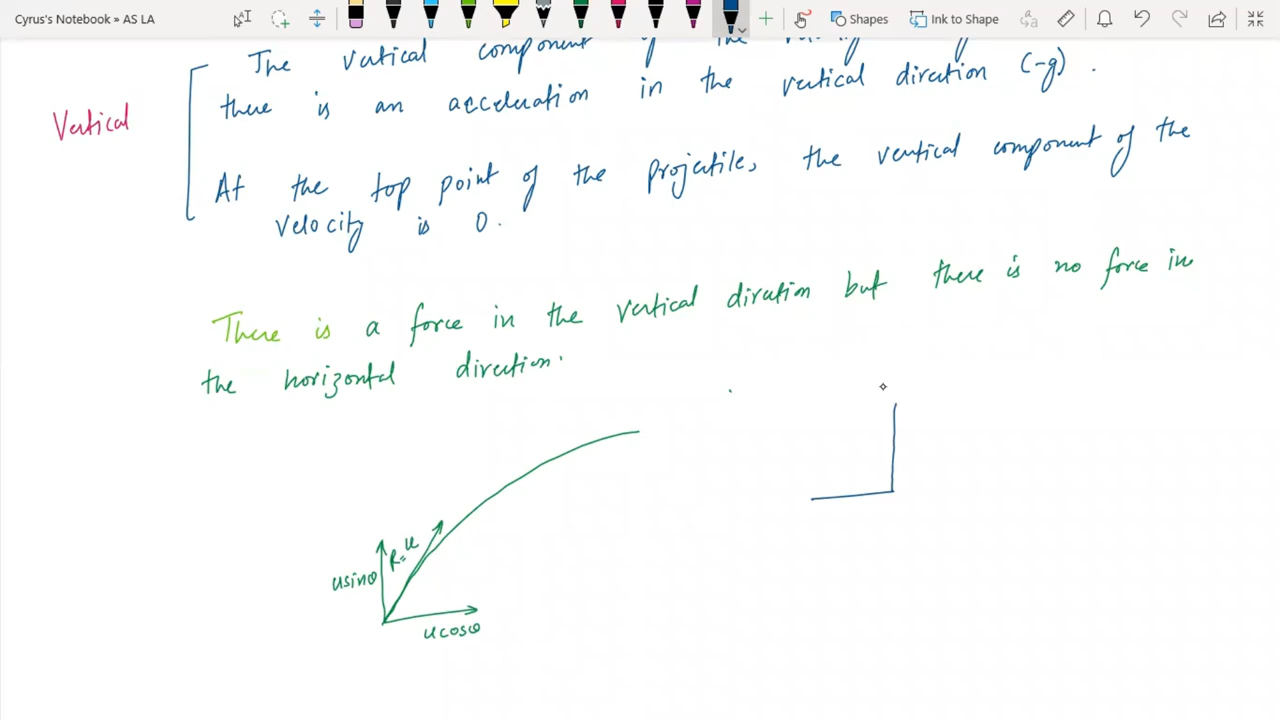 Cyrus's Notebook » AS LA
Shapes
Ink to Shape
The vertical component of the
there is an acceleration in the vertical direction (-g).
Vertical
At the top point of the projectile, the vertical component of the
velocity is 0.
There is a force in the vertical direction but there is no force in
the horizontal direction.
R=u
usinθ
ucosθ